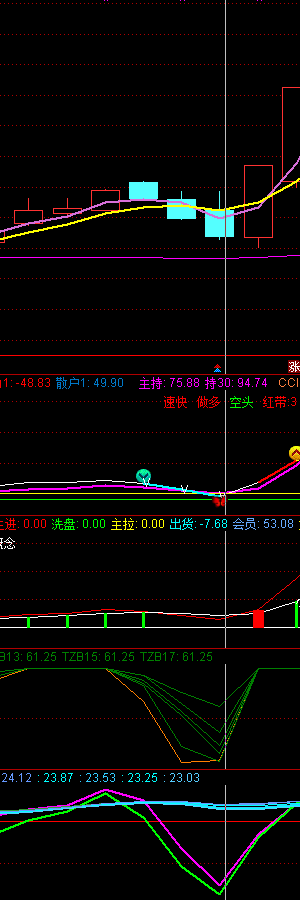 涨
1: -48.83 散户1: 49.90 主持: 75.88 持30: 94.74 CCI
速快 做多 空头 红带:3
主进: 0.00 洗盘: 0.00 主拉: 0.00 出货: -7.68 会员: 53.08
概念
ZB13: 61.25 TZB15: 61.25 TZB17: 61.25
24.12 : 23.87 : 23.53 : 23.25 : 23.03